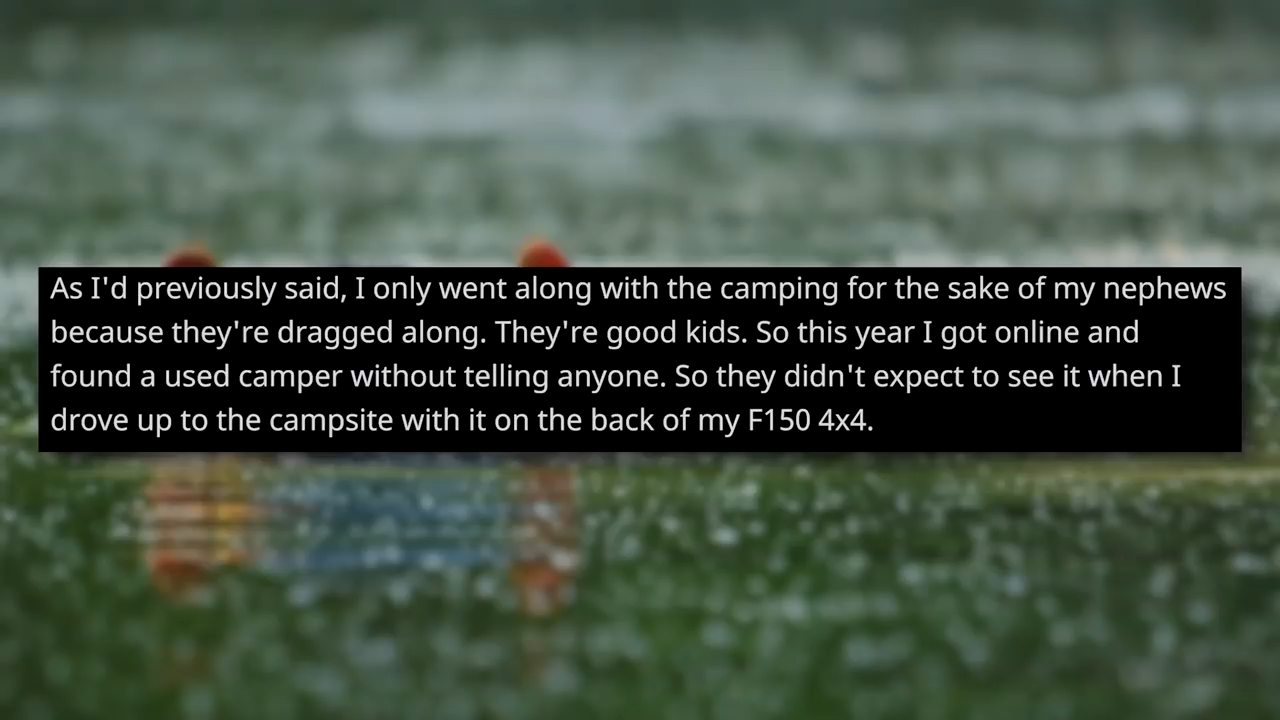 As I'd previously said, I only went along with the camping for the sake of my nephews
because they're dragged along. They're good kids. So this year I got online and
found a used camper without telling anyone. So they didn't expect to see it when I
drove up to the campsite with it on the back of my F150 4x4.